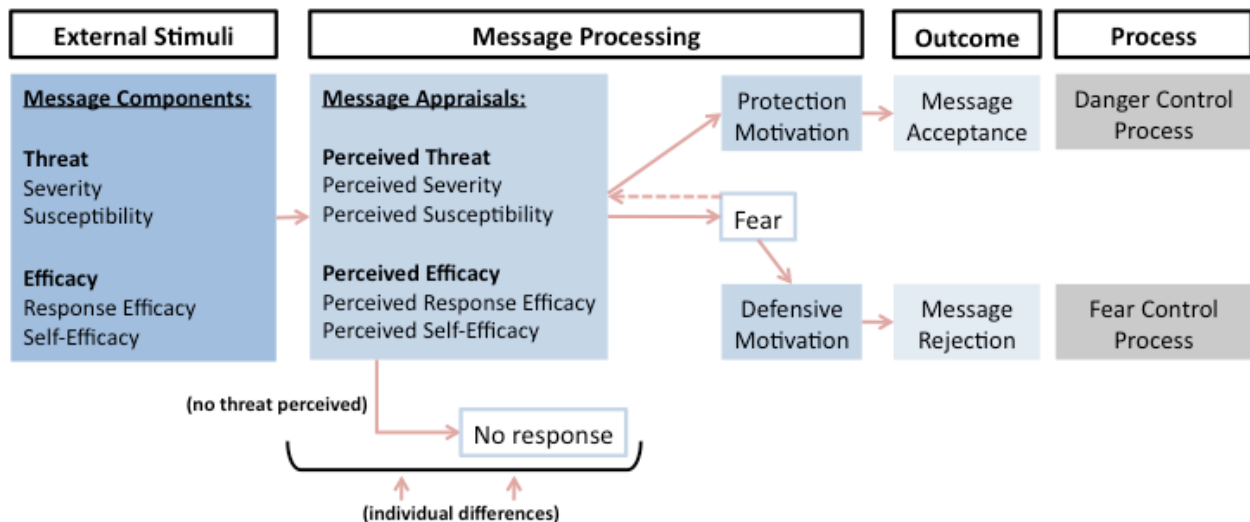 External Stimuli
Message Processing
Outcome
Process
Message Components:
Threat
Severity
Susceptibility
Efficacy
Response Efficacy
Self-Efficacy
Message Appraisals:
Perceived Threat
Perceived Severity
Perceived Susceptibility
Perceived Efficacy
Perceived Response Efficacy
Perceived Self-Efficacy
Protection
Motivation
Message
Acceptance
Danger Control
Process
Fear
Defensive
Motivation
Message
Rejection
Fear Control
Process
(no threat perceived)
No response
(individual differences)